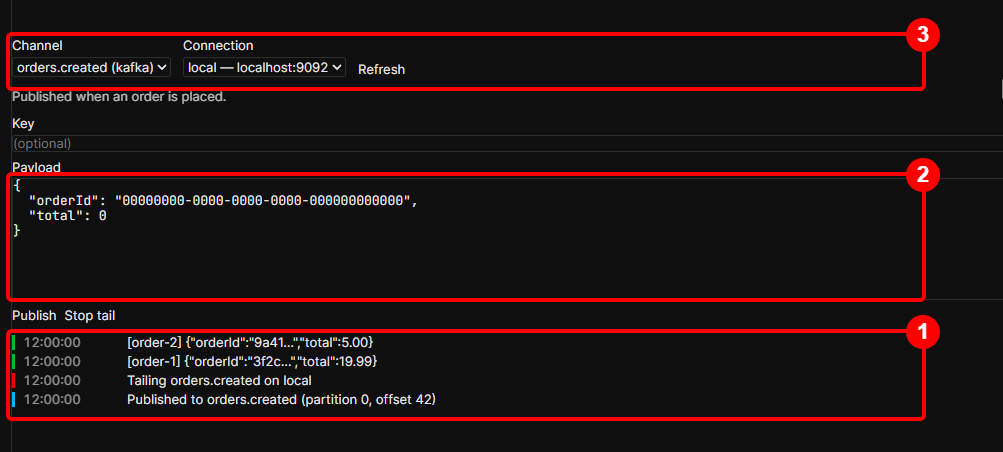 3
Channel Connection
orders.created (kafka) local — localhost:9092 Refresh
Published when an order is placed.
Key
(optional)
Payload
2
{
"orderId": "00000000-0000-0000-0000-000000000000",
"total": 0
}
Publish Stop tail
1
12:00:00 [order-2] {"orderId":"9a41...","total":5.00}
12:00:00 [order-1] {"orderId":"3f2c...","total":19.99}
12:00:00 Tailing orders.created on local
12:00:00 Published to orders.created (partition 0, offset 42)